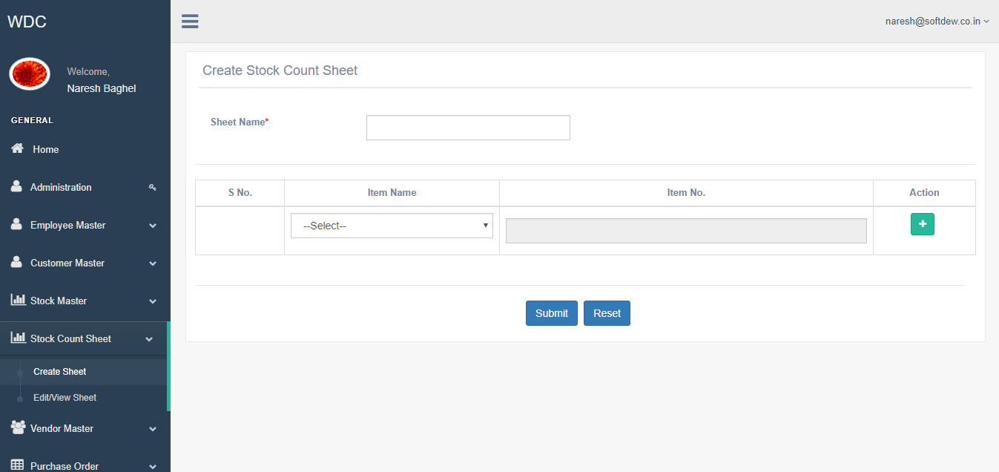 WDC
naresh@softdew.co.in
Welcome,
Naresh Baghel
GENERAL
Home
Administration
Employee Master
Customer Master
Stock Master
Stock Count Sheet
Create Sheet
Edit/View Sheet
Vendor Master
Purchase Order
Create Stock Count Sheet
Sheet Name*
S No. Item Name Item No. Action
--Select--
Submit Reset